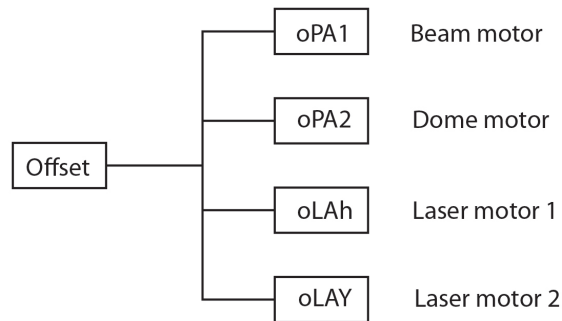 oPA1 Beam motor
oPA2 Dome motor
Offset
oLAh Laser motor 1
oLAY Laser motor 2